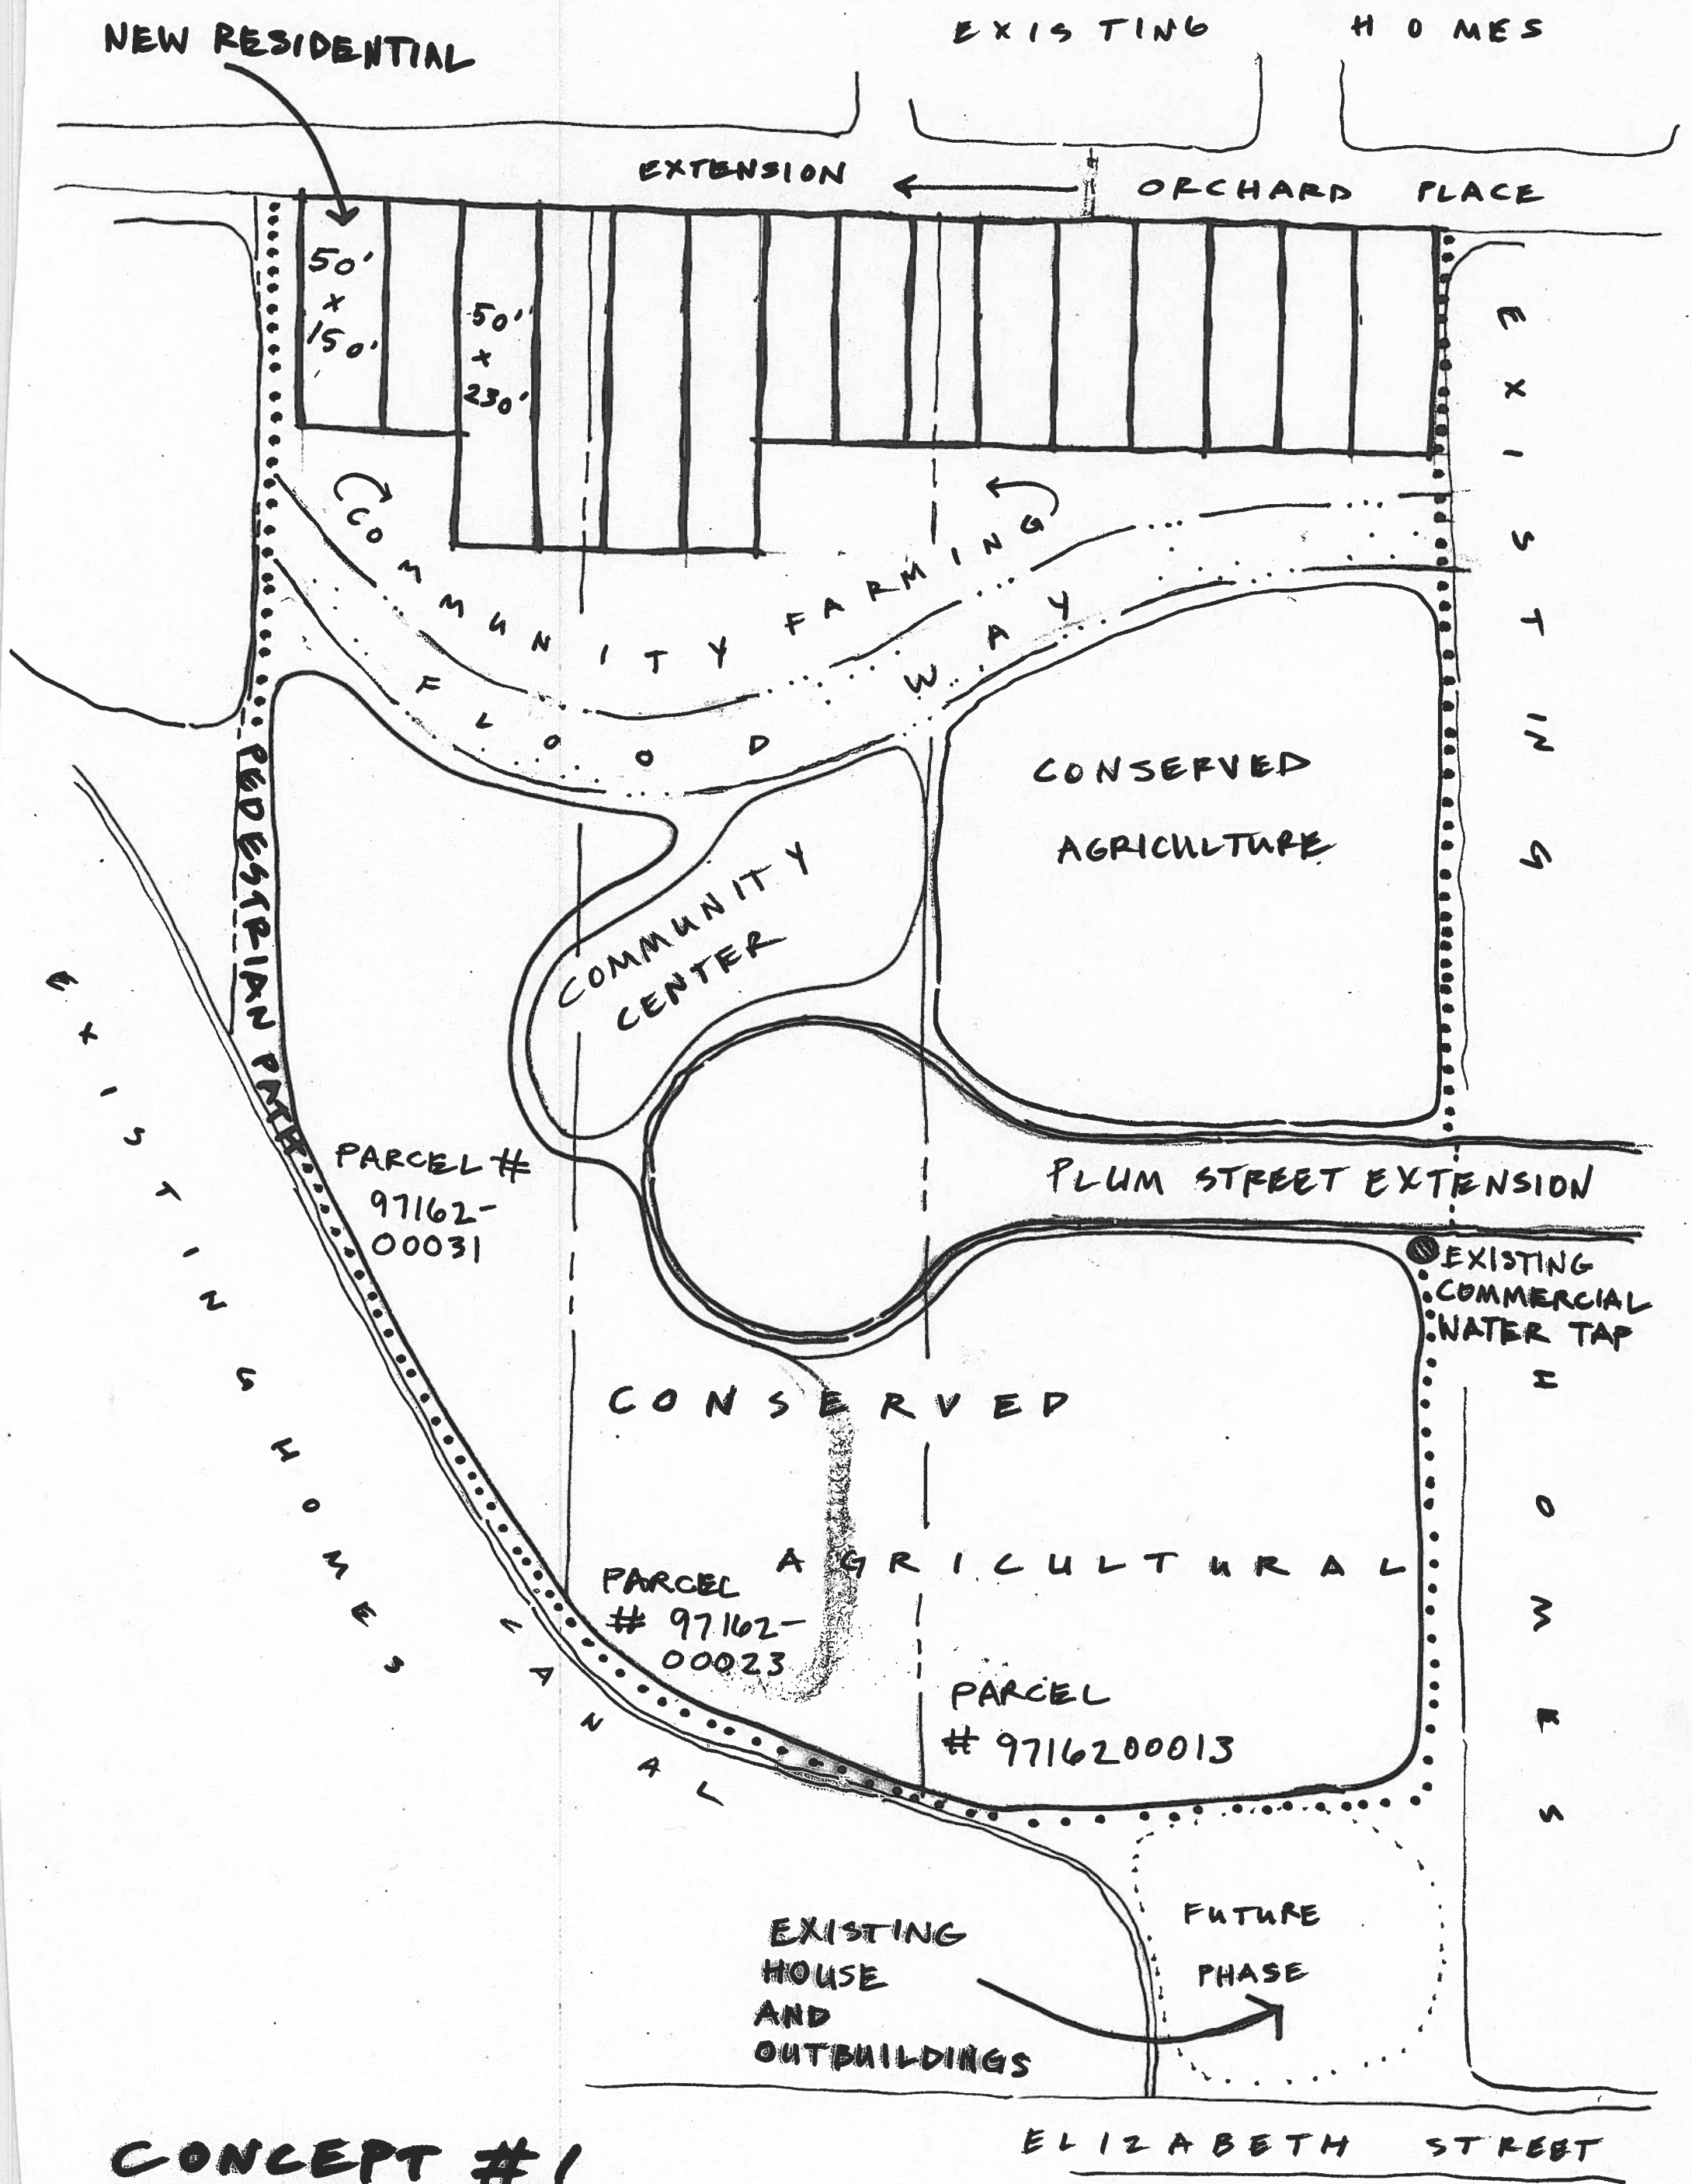 NEW RESIDENTIAL
EXISTING HOMES
EXTENSION
ORCHARD PLACE
50'
x
150'
50'
x
230'
COMMUNITY FARMING
FLOOD WAY
EXISTING HOMES
CONSERVED
AGRICULTURE
PEDESTRIAN PATH
COMMUNITY
CENTER
EXISTING HOMES
PARCEL #
97162-
00031
PLUM STREET EXTENSION
EXISTING
COMMERCIAL
WATER TAP
CONSERVED
AGRICULTURAL
PARCEL
# 97162-
00023
CANAL
PARCEL
# 9716200013
FUTURE
PHASE
EXISTING
HOUSE
AND
OUTBUILDINGS
ELIZABETH STREET
CONCEPT #1